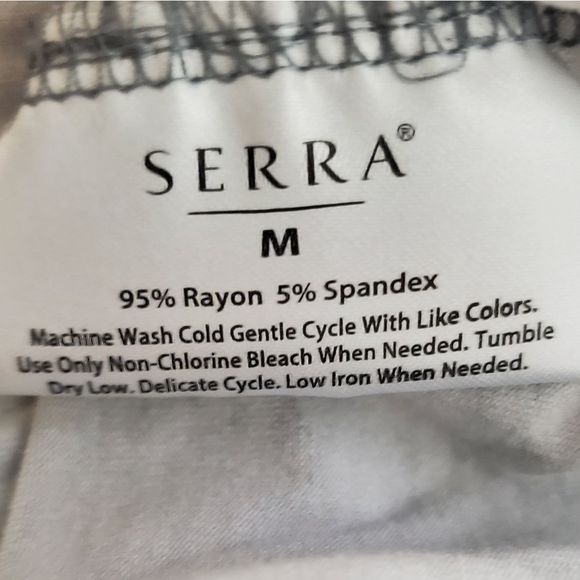 SERRA®
M
95% Rayon 5% Spandex
Machine Wash Cold Gentle Cycle With Like Colors.
Use Only Non-Chlorine Bleach When Needed. Tumble
Dry Low. Delicate Cycle. Low Iron When Needed.